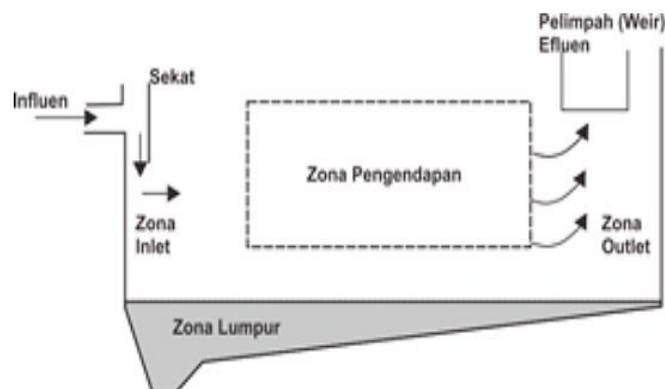 Pelimpah (Weir)
Efluen
Sekat
Influen
Zona Pengendapan
Zona
Inlet
Zona
Outlet
Zona Lumpur